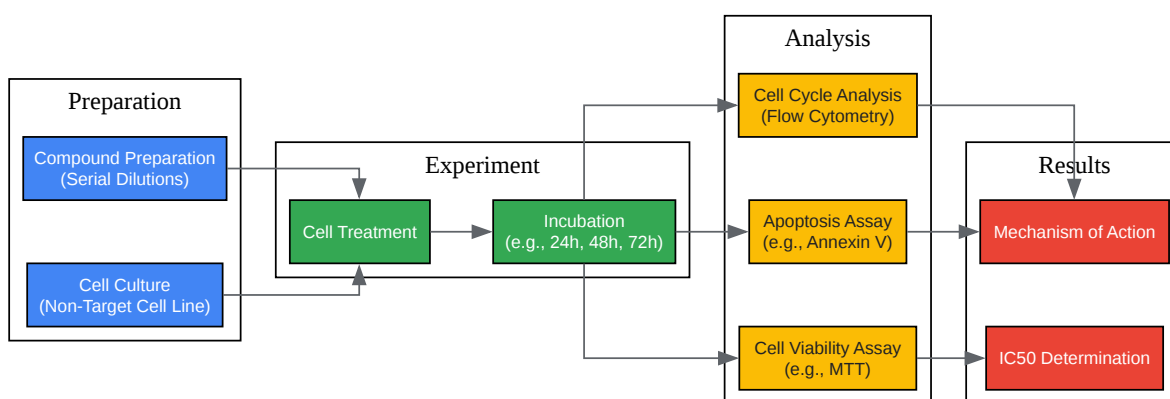 Preparation
Compound Preparation
(Serial Dilutions)
Cell Culture
(Non-Target Cell Line)
Experiment
Cell Treatment
Incubation
(e.g., 24h, 48h, 72h)
Analysis
Cell Cycle Analysis
(Flow Cytometry)
Apoptosis Assay
(e.g., Annexin V)
Cell Viability Assay
(e.g., MTT)
Results
Mechanism of Action
IC50 Determination